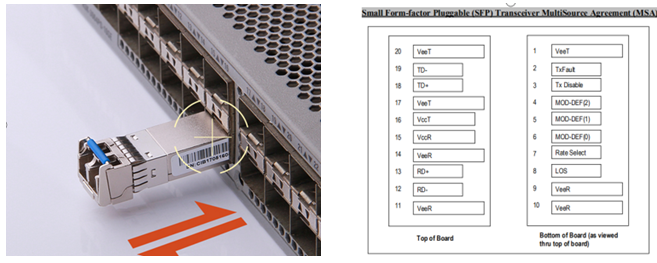 Small Form-factor Pluggable (SFP) Transceiver MultiSource Agreement (MSA)
20 VeeT
19 TD-
18 TD+
17 VeeT
16 VccT
15 VccR
14 VeeR
13 RD+
12 RD-
11 VeeR
Top of Board
1 VeeT
2 TxFault
3 Tx Disable
4 MOD-DEF(2)
5 MOD-DEF(1)
6 MOD-DEF(0)
7 Rate Select
8 LOS
9 VeeR
10 VeeR
Bottom of Board (as viewed
thru top of board)